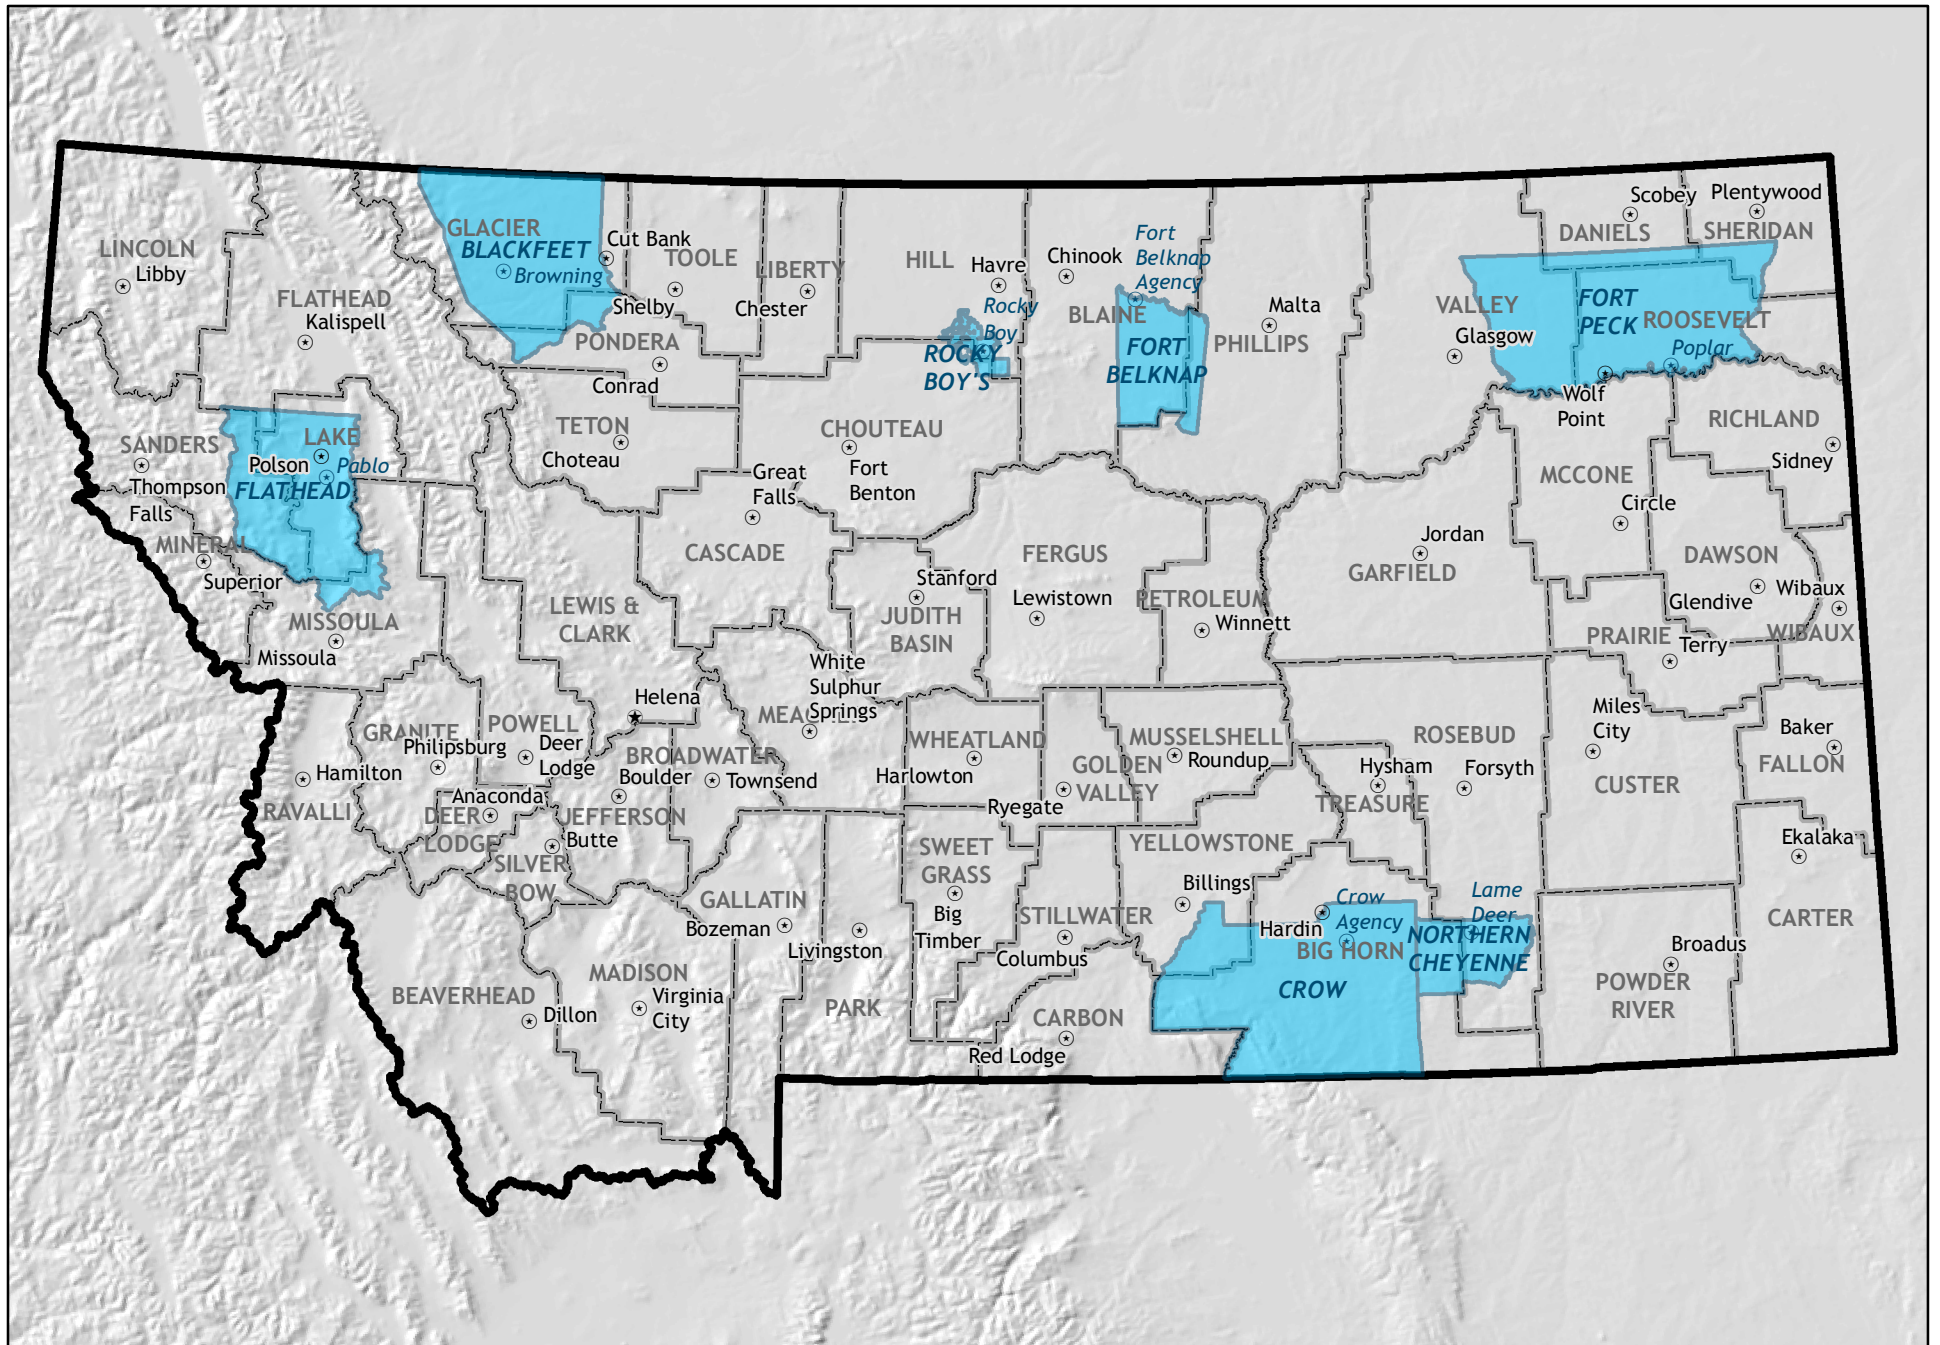 Scobey
Plentywood
DANIELS
SHERIDAN
GLACIER
BLACKFEET
Browning
Cut Bank
TOOLE
Shelby
LIBERTY
Chester
HILL
Havre
Chinook
Fort
Belknap
Agency
BLAINE
LINCOLN
Libby
FLATHEAD
Kalispell
PONDERA
Conrad
Rocky
Boy
ROCKY
BOY'S
FORT
BELKNAP
Malta
PHILLIPS
VALLEY
Glasgow
FORT
PECK
ROOSEVELT
Poplar
Wolf
Point
RICHLAND
Sidney
SANDERS
Thompson
Falls
LAKE
Polson
Pablo
FLATHEAD
TETON
Choteau
CHOUTEAU
Fort
Benton
Great
Falls
CASCADE
MCCONE
Circle
MINERAL
Superior
MISSOULA
Missoula
LEWIS &
CLARK
Stanford
JUDITH
BASIN
FERGUS
Lewistown
PETROLEUM
Winnett
Jordan
GARFIELD
DAWSON
Glendive
Wibaux
WIBAUX
PRAIRIE
Terry
Helena
White
Sulphur
Springs
MEAGHER
GRANITE
Philipsburg
POWELL
Deer
Lodge
BROADWATER
Townsend
Boulder
JEFFERSON
Hamilton
RAVALLI
Anaconda
DEER
LODGE
Butte
SILVER
BOW
WHEATLAND
Harlowton
GOLDEN
VALLEY
Ryegate
MUSSELSHELL
Roundup
Hysham
TREASURE
ROSEBUD
Forsyth
Miles
City
CUSTER
Baker
FALLON
Ekalaka
CARTER
YELLOWSTONE
Billings
SWEET
GRASS
Big
Timber
STILLWATER
Columbus
GALLATIN
Bozeman
Livingston
PARK
MADISON
Virginia
City
BEAVERHEAD
Dillon
CARBON
Red Lodge
Hardin
Crow
Agency
BIG HORN
CROW
Lame
Deer
NORTHERN
CHEYENNE
Broadus
POWDER
RIVER